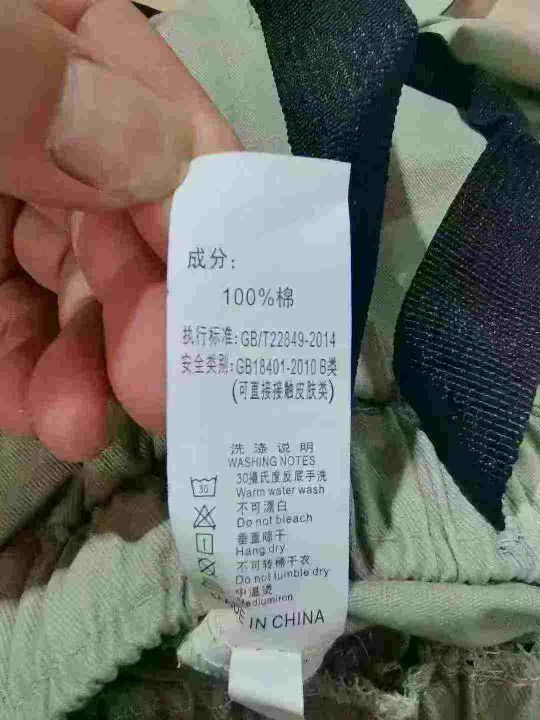 成分:
100%棉
执行标准:GB/T22849-2014
安全类别:GB18401-2010 B类
(可直接接触皮肤类)
洗涤说明
WASHING NOTES
30
30攝氏度反底手洗
Warm water wash
不可漂白
Do not bleach
垂直晾干
Hang dry
不可转桶干衣
Do not tumble dry
中温烫
Mediumiron
IN CHINA